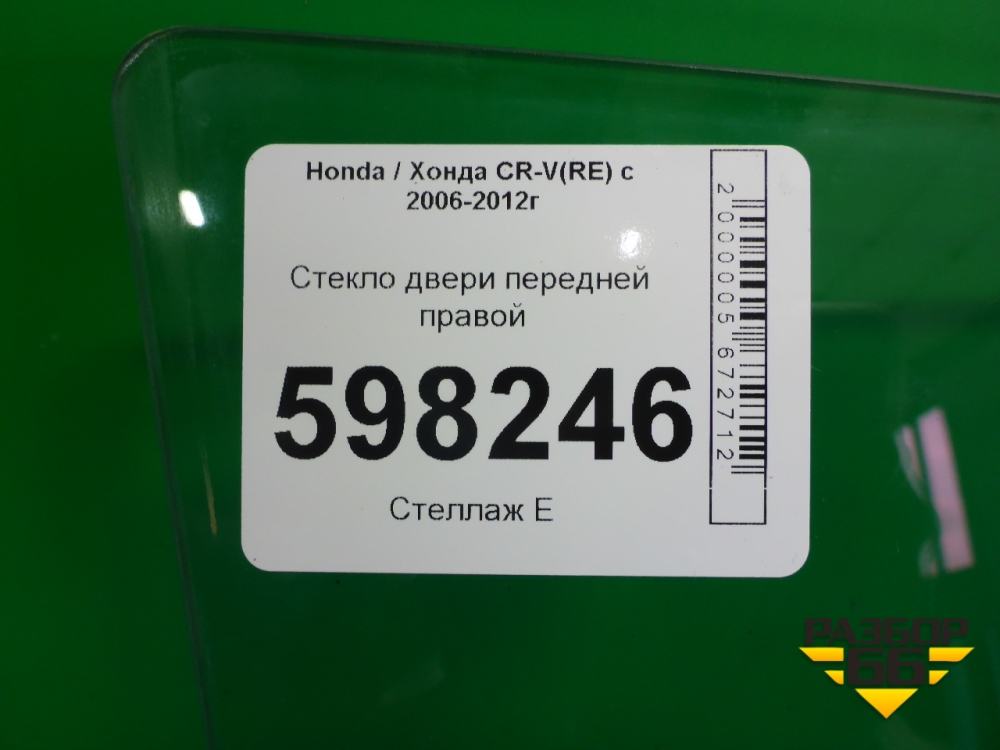 Honda / Хонда CR-V(RE) с
2006-2012г
Стекло двери передней
правой
598246
Стеллаж Е
2000005672712
РАЗБОР
66